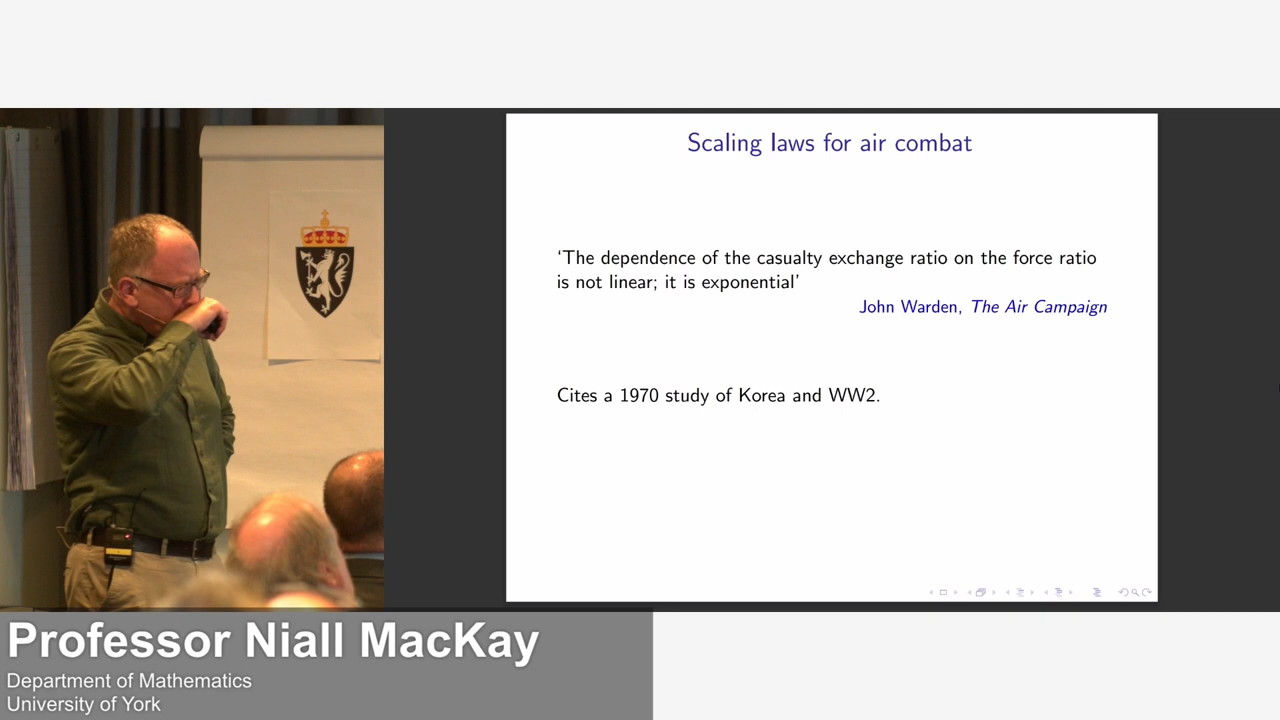 Scaling laws for air combat
‘The dependence of the casualty exchange ratio on the force ratio
is not linear; it is exponential’
John Warden, The Air Campaign
Cites a 1970 study of Korea and WW2.
Professor Niall MacKay
Department of Mathematics
University of York